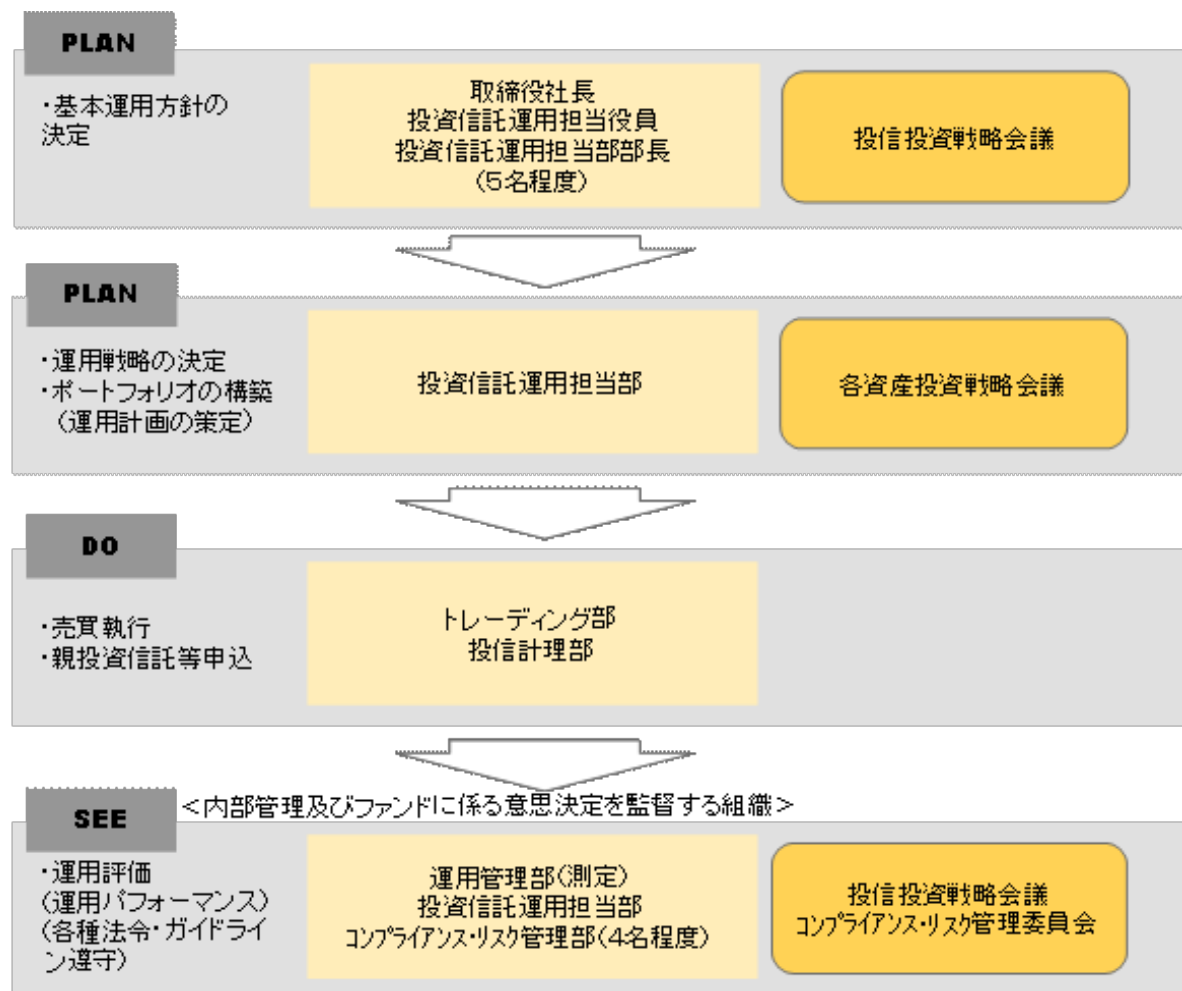 PLAN
・基本運用方針の
決定
取締役社長
投資信託運用担当役員
投資信託運用担当部部長
(5名程度)
投信投資戦略会議
PLAN
・運用戦略の決定
・ポートフォリオの構築
(運用計画の策定)
投資信託運用担当部
各資産投資戦略会議
DO
・売買執行
・親投資信託等申込
トレーディング部
投信計理部
SEE
<内部管理及びファンドに係る意思決定を監督する組織>
・運用評価
(運用パフォーマンス)
(各種法令・ガイドライ
ン遵守)
運用管理部(測定)
投資信託運用担当部
コンプライアンス・リスク管理部(4名程度)
投信投資戦略会議
コンプライアンス・リスク管理委員会